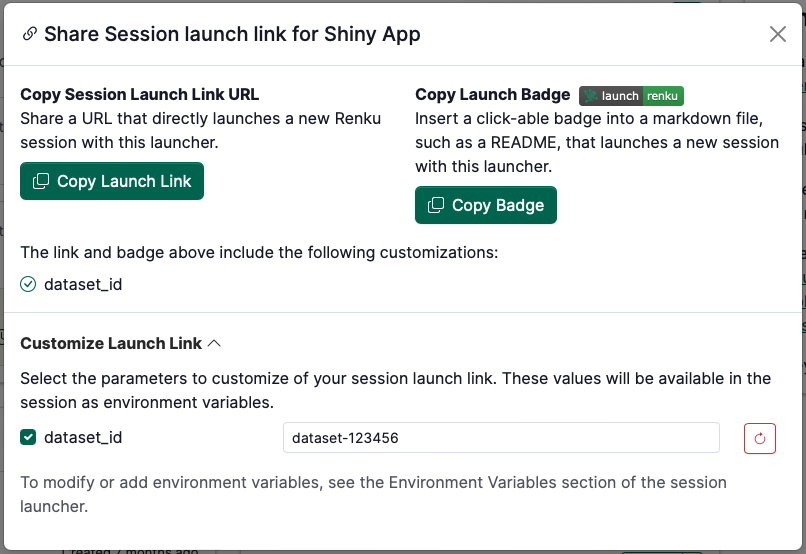 Share Session launch link for Shiny App
Copy Session Launch Link URL
Share a URL that directly launches a new Renku
session with this launcher.
Copy Launch Link
Copy Launch Badge launch renku
Insert a click-able badge into a markdown file,
such as a README, that launches a new session
with this launcher.
Copy Badge
The link and badge above include the following customizations:
dataset_id
Customize Launch Link
Select the parameters to customize of your session launch link. These values will be available in the
session as environment variables.
dataset_id dataset-123456
To modify or add environment variables, see the Environment Variables section of the session
launcher.
Created 7 months ago